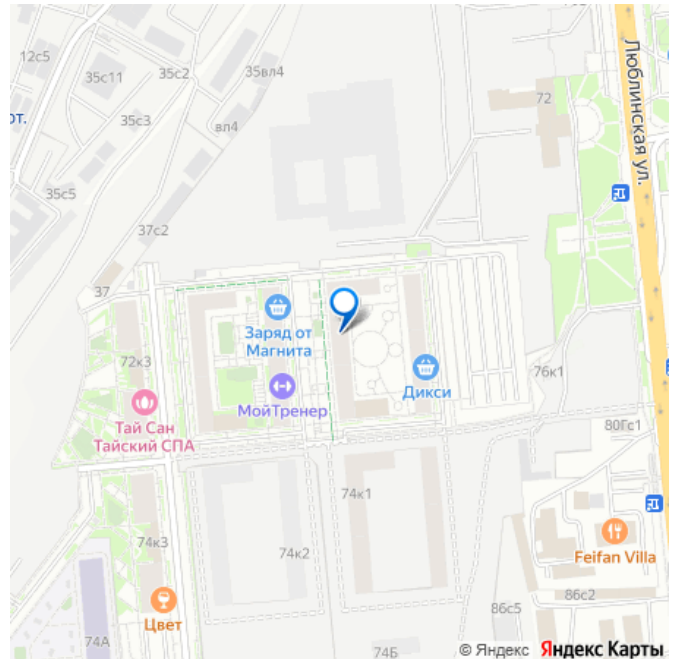 12с5
35с11
35с2
35вл4
от.
35с3
вл4
72
Люблинская ул.
35с5
37с2
37
Заряд от
Магнита
72к3
МойТренер
Дикси
76к1
Тай Сан
Тайский СПА
80Гс1
74к1
74к3
74к2
Feifan Villa
86с2
86с5
Цвет
74А
74Б
© Яндекс Яндекс Карты